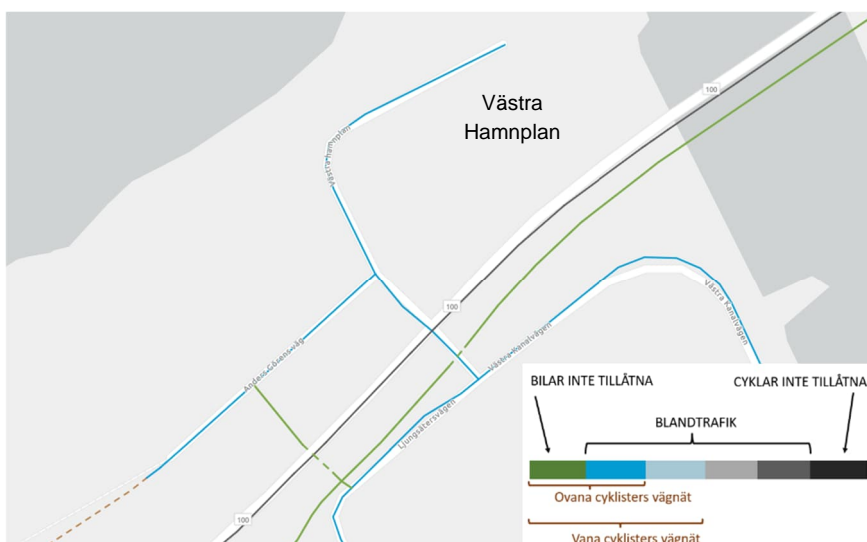 Västra
Hamnplan
100
Västra hamnplan
100
Västra Kanalvägen
Västra Kanalvägen
Anders Gösens väg
Ljungsätersvägen
100
BILAR INTE TILLÅTNA
CYKLAR INTE TILLÅTNA
BLANDTRAFIK
Ovana cyklisters vägnät
Vana cyklisters vägnät